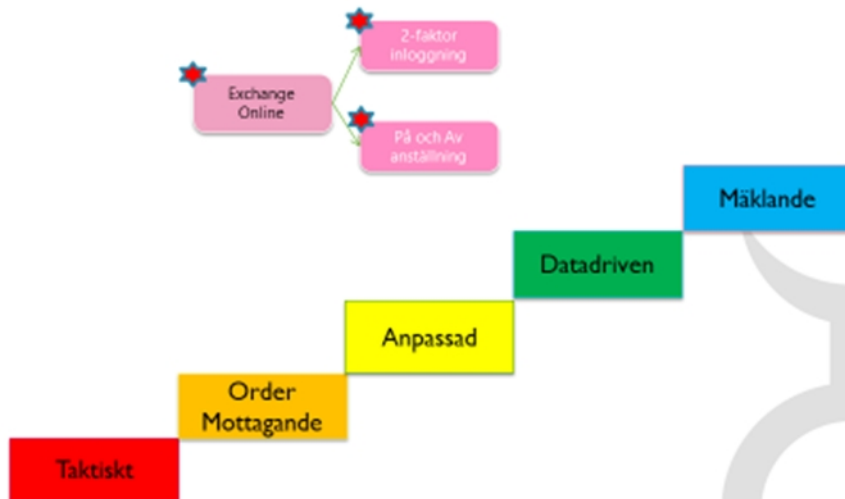 2-faktor
inloggning
Exchange
Online
På och Av
anställning
Mäklande
Datadriven
Anpassad
Order
Mottagande
Taktiskt